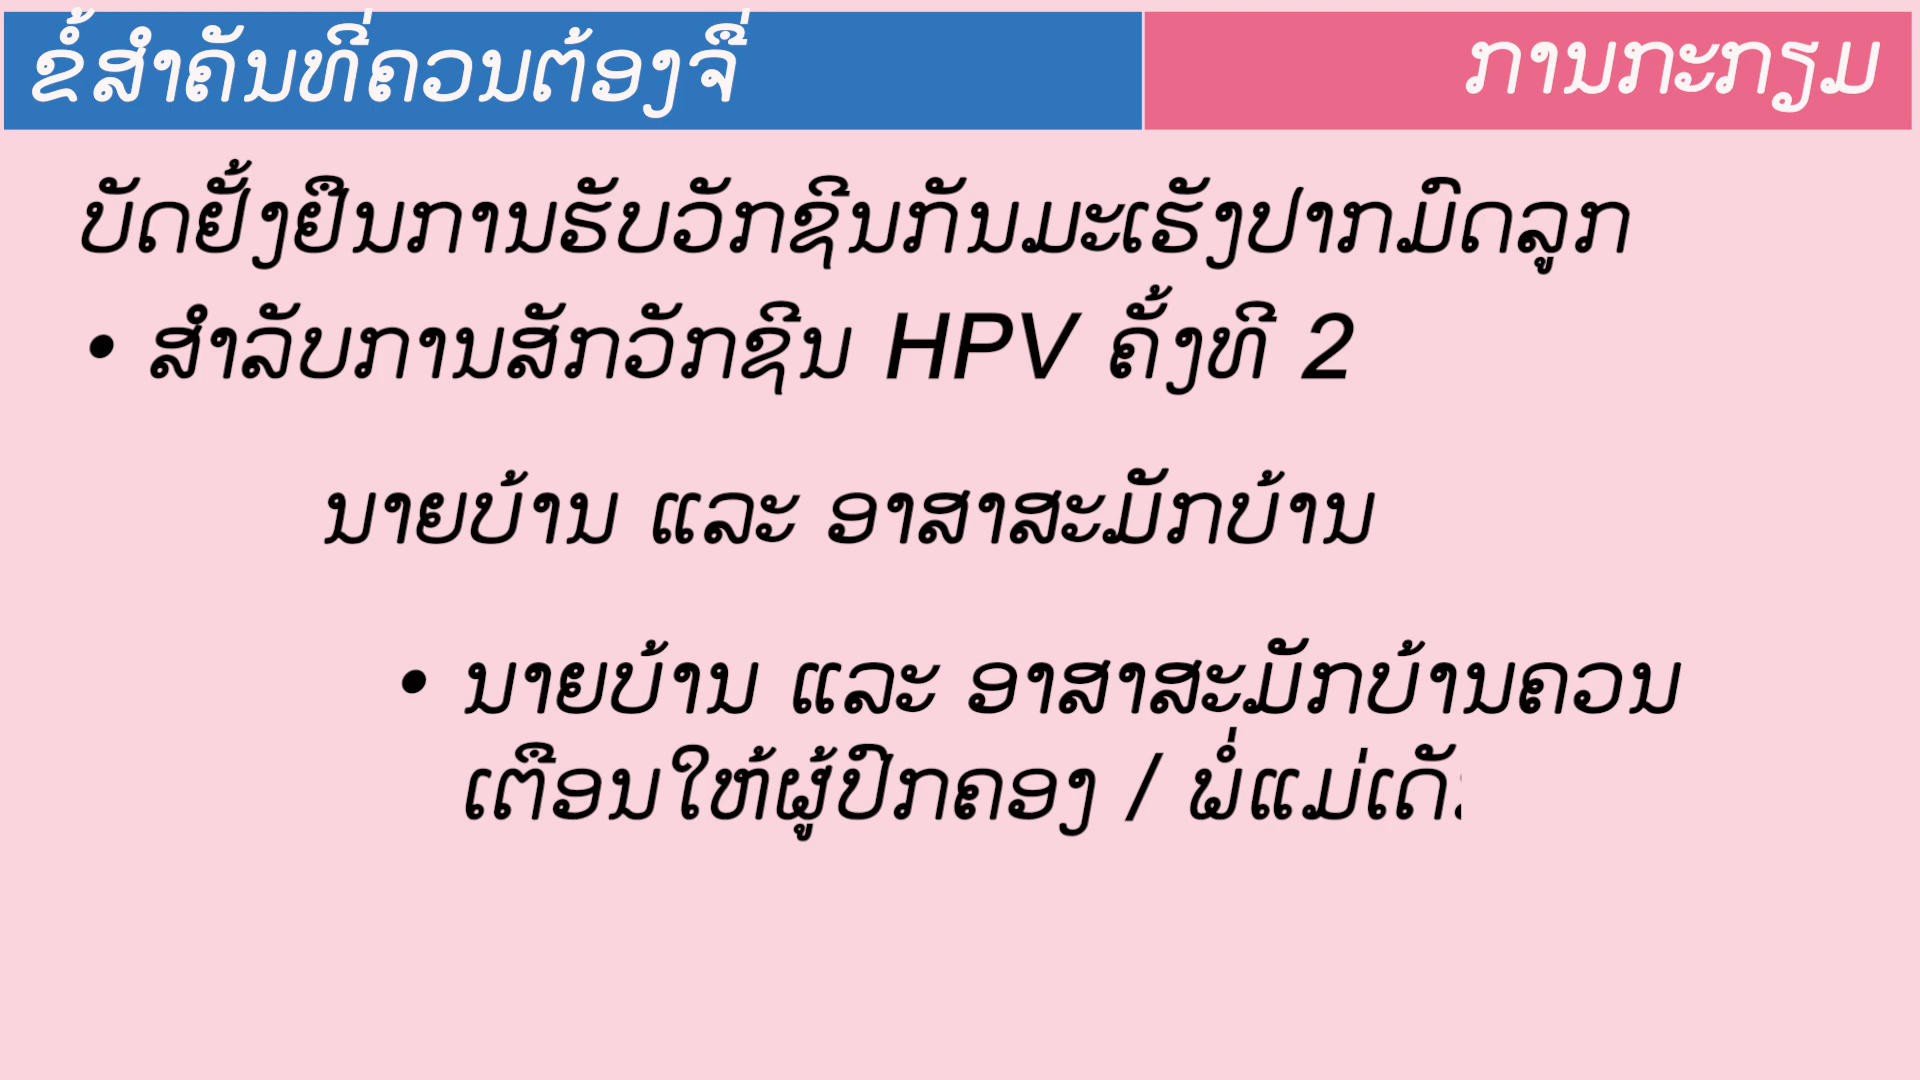 ຂໍ້ສຳຄັນທີ່ຄວນຕ້ອງຈື່
ການກະກຽມ
ບັດຢັ້ງຢືນການຮັບວັກຊີນກັນມະເຮັງປາກມົດລູກ
• ສຳລັບການສັກວັກຊີນ HPV ຄັ້ງທີ 2
ນາຍບ້ານ ແລະ ອາສາສະມັກບ້ານ
• ນາຍບ້ານ ແລະ ອາສາສະມັກບ້ານຄວນ
ເຕືອນໃຫ້ຜູ້ປົກຄອງ / ພໍ່ແມ່